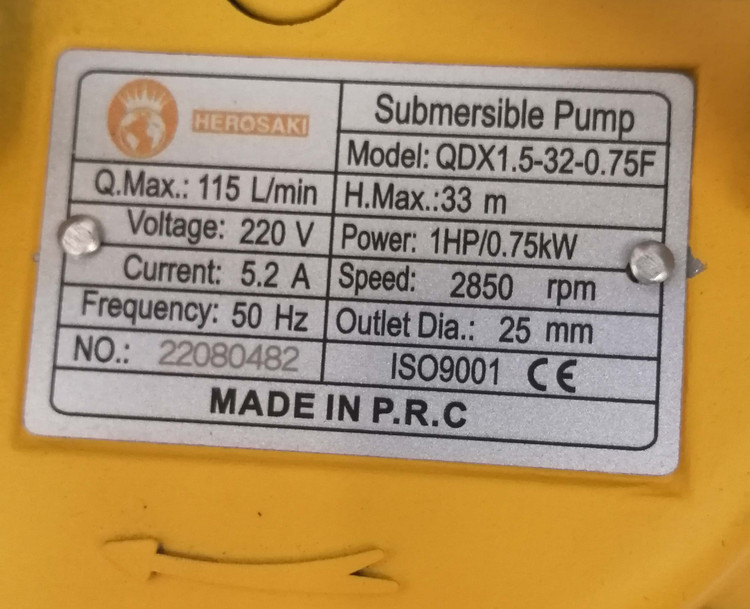 HEROSAKI
Submersible Pump
Model: QDX1.5-32-0.75F
Q.Max.: 115 L/min
H.Max.:33 m
Voltage: 220 V
Power: 1HP/0.75kW
Current: 5.2 A
Speed: 2850 rpm
Frequency: 50 Hz
Outlet Dia.: 25 mm
NO.: 22080482
ISO9001 CE
MADE IN P.R.C